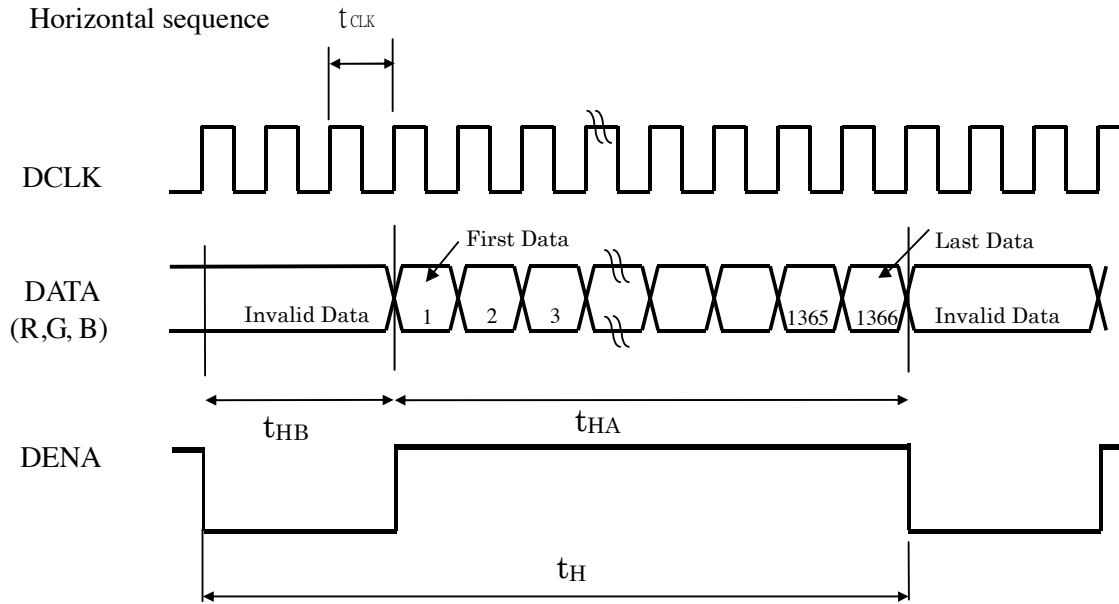 Horizontal sequence
tCLK
DCLK
First Data
Last Data
DATA
(R,G, B)
Invalid Data
1
2
3
1365
1366
Invalid Data
tHB
tHA
DENA
tH